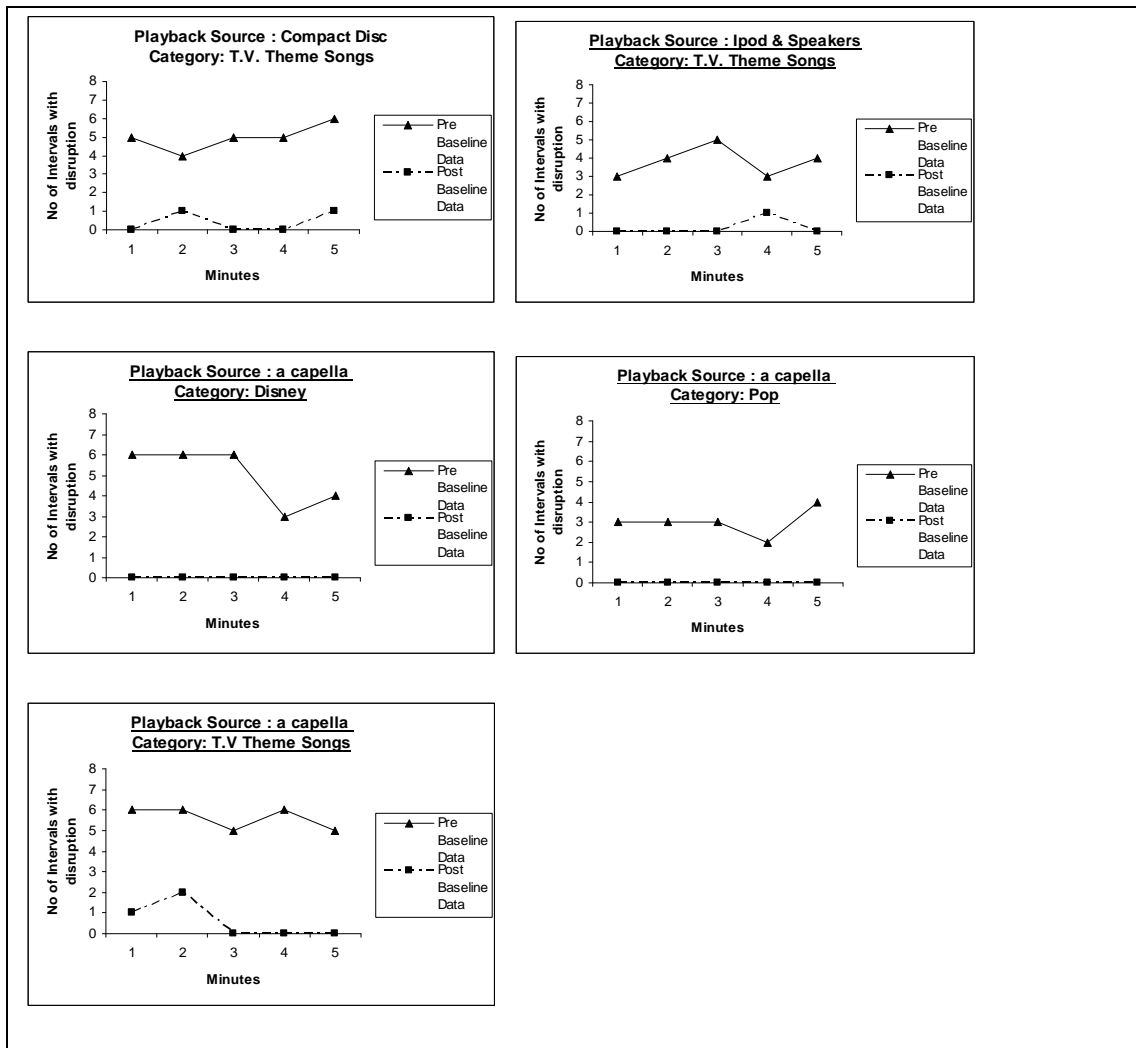 Playback Source : Compact Disc
Category: T.V. Theme Songs
No of Intervals with
disruption
8
7
6
5
4
3
2
1
0
1 2 3 4 5
Minutes
Pre
Baseline
Data
Post
Baseline
Data
Playback Source : Ipod & Speakers
Category: T.V. Theme Songs
No of Intervals with
disruption
8
7
6
5
4
3
2
1
0
1 2 3 4 5
Minutes
Pre
Baseline
Data
Post
Baseline
Data
Playback Source : a capella
Category: Disney
No of Intervals with
disruption
8
7
6
5
4
3
2
1
0
1 2 3 4 5
Minutes
Pre
Baseline
Data
Post
Baseline
Data
Playback Source : a capella
Category: Pop
No of Intervals with
disruption
8
7
6
5
4
3
2
1
0
1 2 3 4 5
Minutes
Pre
Baseline
Data
Post
Baseline
Data
Playback Source : a capella
Category: T.V Theme Songs
No of Intervals with
disruption
8
7
6
5
4
3
2
1
0
1 2 3 4 5
Minutes
Pre
Baseline
Data
Post
Baseline
Data